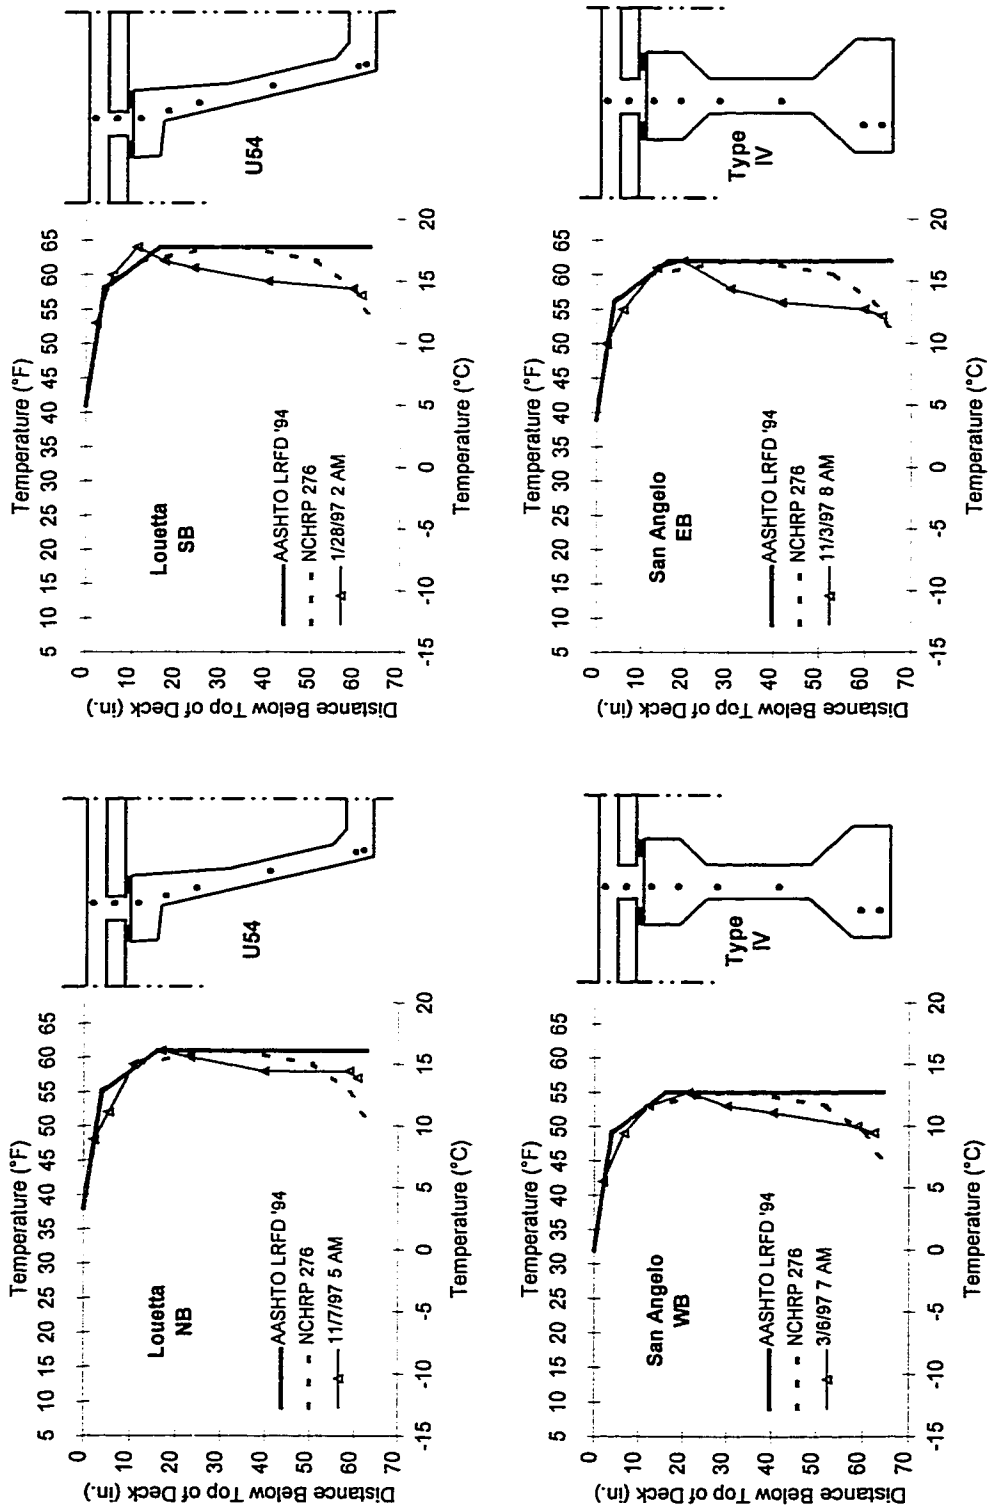 Temperature (°F)
5 10 15 20 25 30 35 40 45 50 55 60 65
0
10
20
30
40
50
60
70
Distance Below Top of Deck (in.)
Louetta
NB
AASHTO LRFD '94
NCHRP 276
11/7/97 5 AM
-15 -10 -5 0 5 10 15 20
Temperature (°C)
U54
Temperature (°F)
5 10 15 20 25 30 35 40 45 50 55 60 65
0
10
20
30
40
50
60
70
Distance Below Top of Deck (in.)
Louetta
SB
AASHTO LRFD '94
NCHRP 276
1/28/97 2 AM
-15 -10 -5 0 5 10 15 20
Temperature (°C)
U54
Temperature (°F)
5 10 15 20 25 30 35 40 45 50 55 60 65
0
10
20
30
40
50
60
70
Distance Below Top of Deck (in.)
San Angelo
WB
AASHTO LRFD '94
NCHRP 276
3/6/97 7 AM
-15 -10 -5 0 5 10 15 20
Temperature (°C)
Type
IV
Temperature (°F)
5 10 15 20 25 30 35 40 45 50 55 60 65
0
10
20
30
40
50
60
70
Distance Below Top of Deck (in.)
San Angelo
EB
AASHTO LRFD '94
NCHRP 276
11/3/97 8 AM
-15 -10 -5 0 5 10 15 20
Temperature (°C)
Type
IV